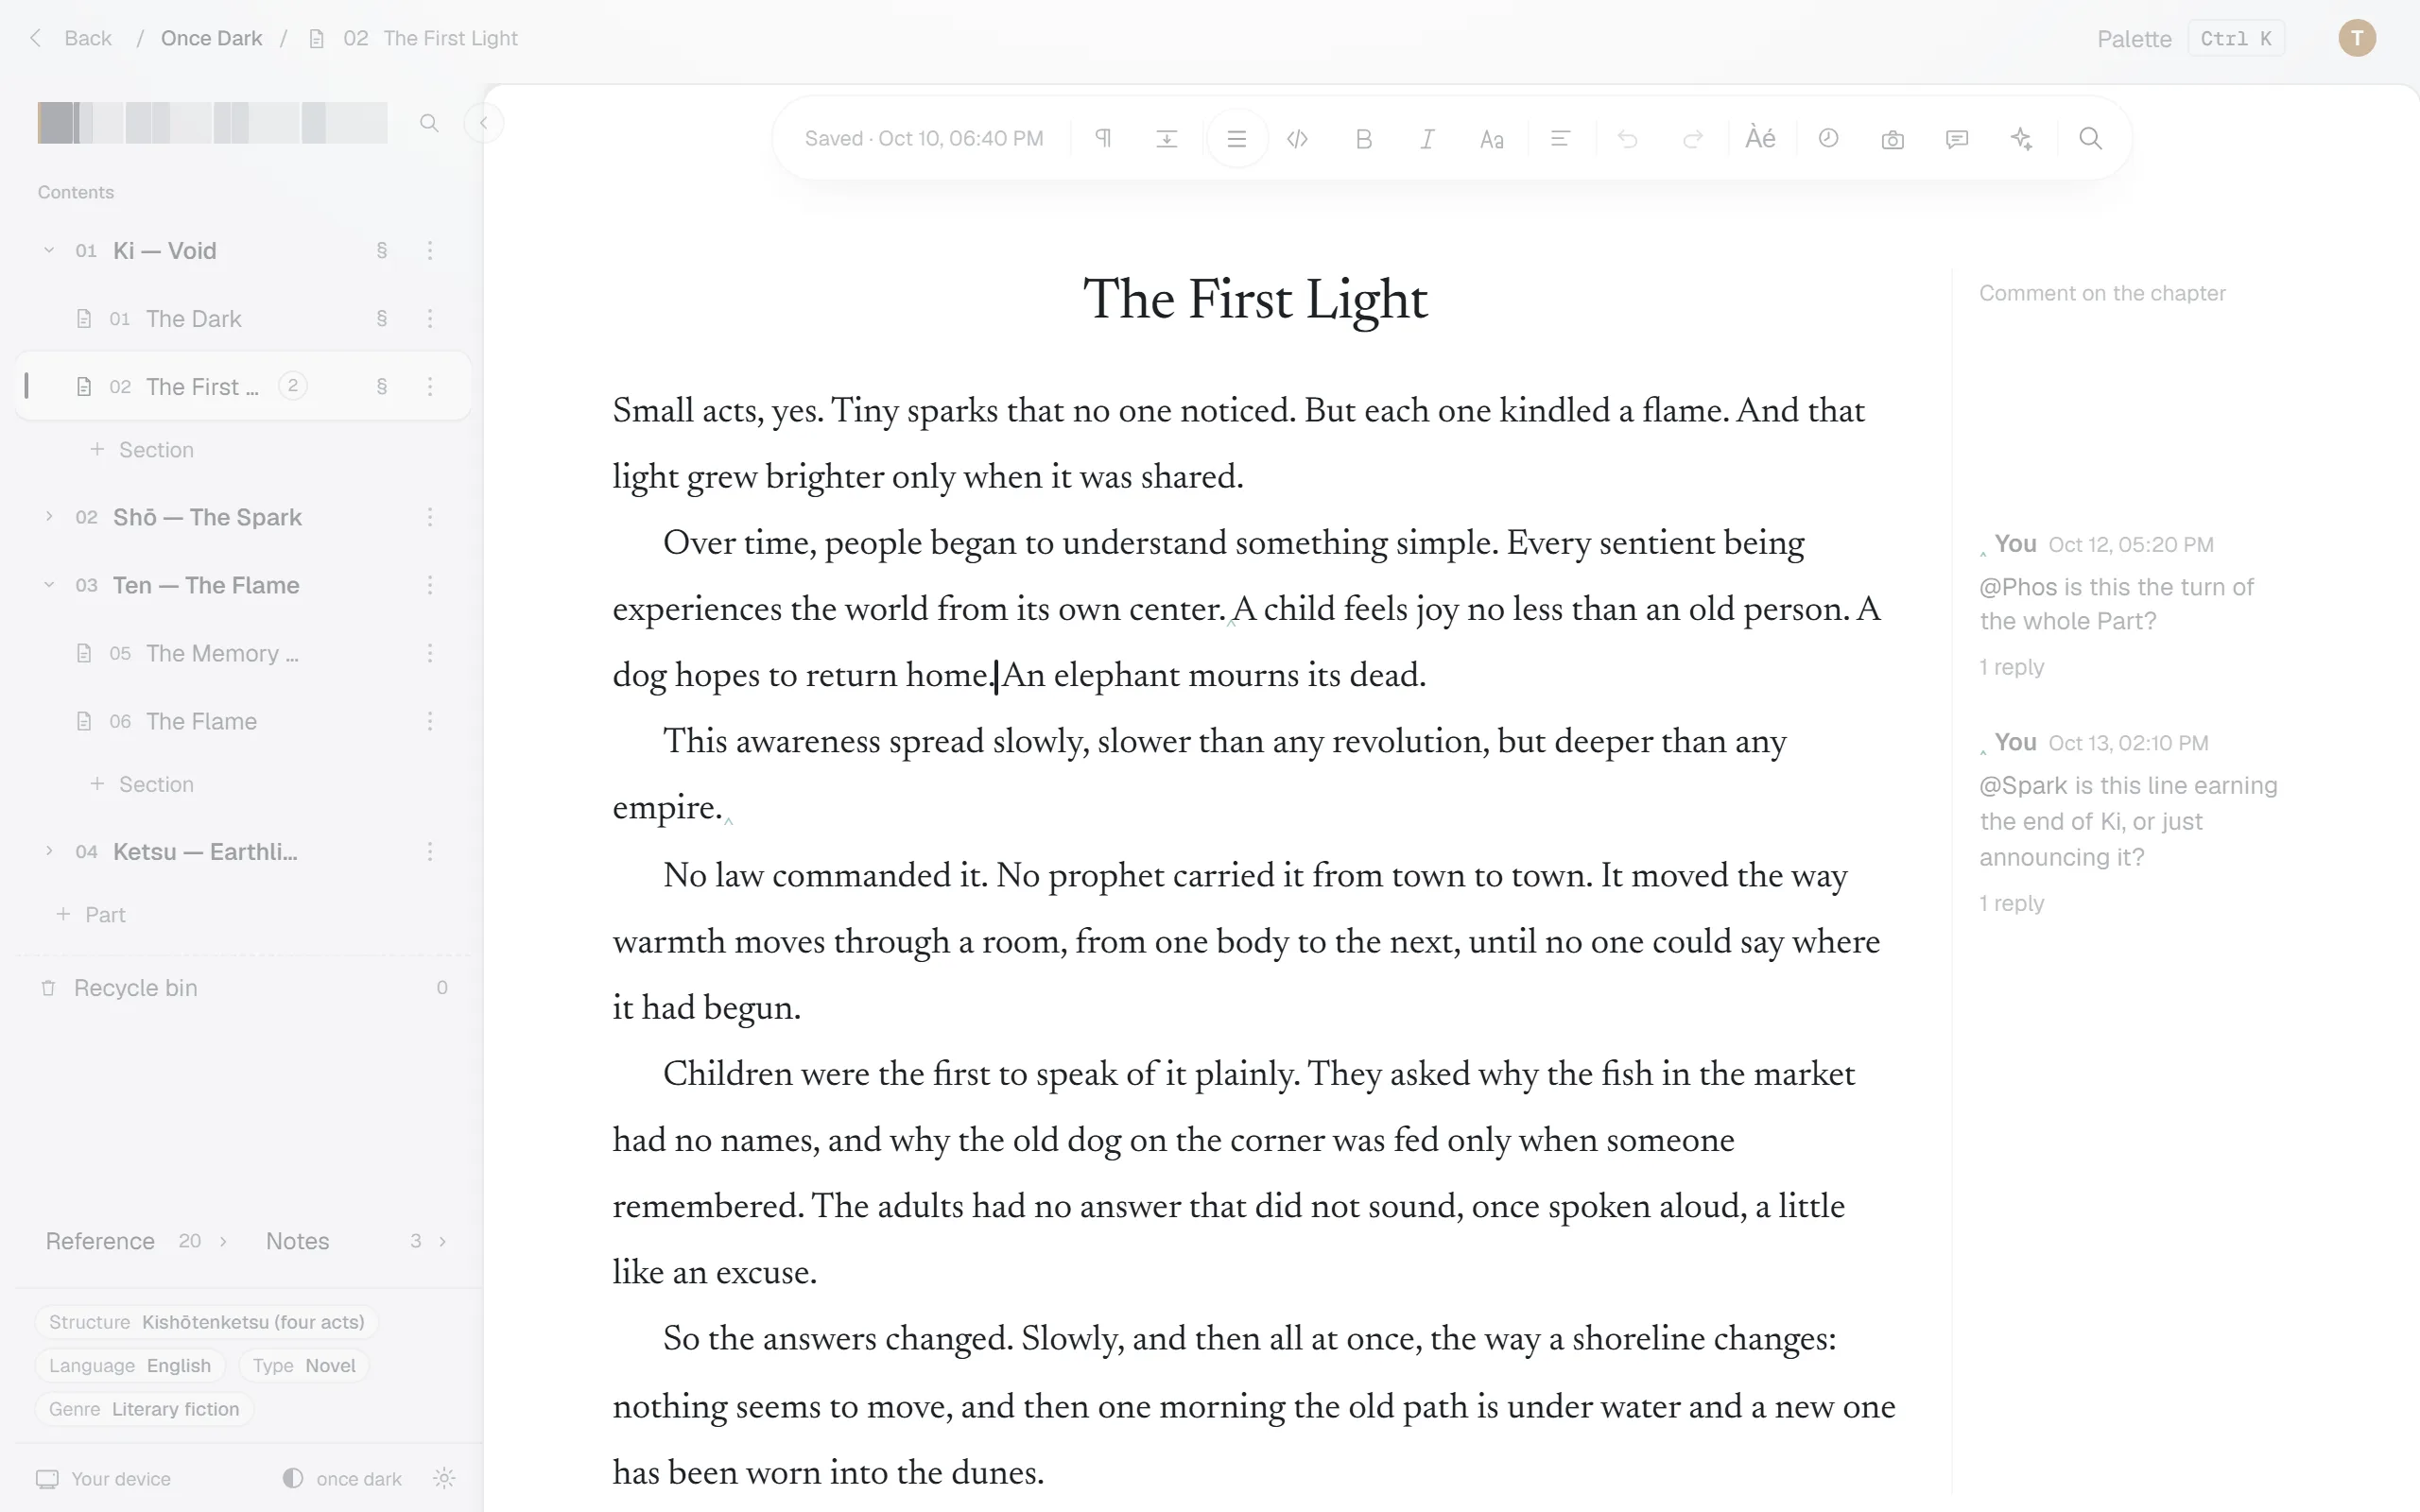 Back / Once Dark / 02 The First Light
Palette Ctrl K T
Contents
01 Ki — Void §
01 The Dark §
02 The First ... 2 §
+ Section
02 Shō — The Spark
03 Ten — The Flame
05 The Memory ...
06 The Flame
+ Section
04 Ketsu — Earthli...
+ Part
Recycle bin 0
Reference 20 Notes 3
Structure Kishōtenketsu (four acts)
Language English Type Novel
Genre Literary fiction
Your device once dark
Saved · Oct 10, 06:40 PM ¶ </> B I Aa Àé
The First Light
Small acts, yes. Tiny sparks that no one noticed. But each one kindled a flame. And that
light grew brighter only when it was shared.
Over time, people began to understand something simple. Every sentient being
experiences the world from its own center. A child feels joy no less than an old person. A
dog hopes to return home. An elephant mourns its dead.
This awareness spread slowly, slower than any revolution, but deeper than any
empire.
No law commanded it. No prophet carried it from town to town. It moved the way
warmth moves through a room, from one body to the next, until no one could say where
it had begun.
Children were the first to speak of it plainly. They asked why the fish in the market
had no names, and why the old dog on the corner was fed only when someone
remembered. The adults had no answer that did not sound, once spoken aloud, a little
like an excuse.
So the answers changed. Slowly, and then all at once, the way a shoreline changes:
nothing seems to move, and then one morning the old path is under water and a new one
has been worn into the dunes.
Comment on the chapter
You Oct 12, 05:20 PM
@Phos is this the turn of
the whole Part?
1 reply
You Oct 13, 02:10 PM
@Spark is this line earning
the end of Ki, or just
announcing it?
1 reply